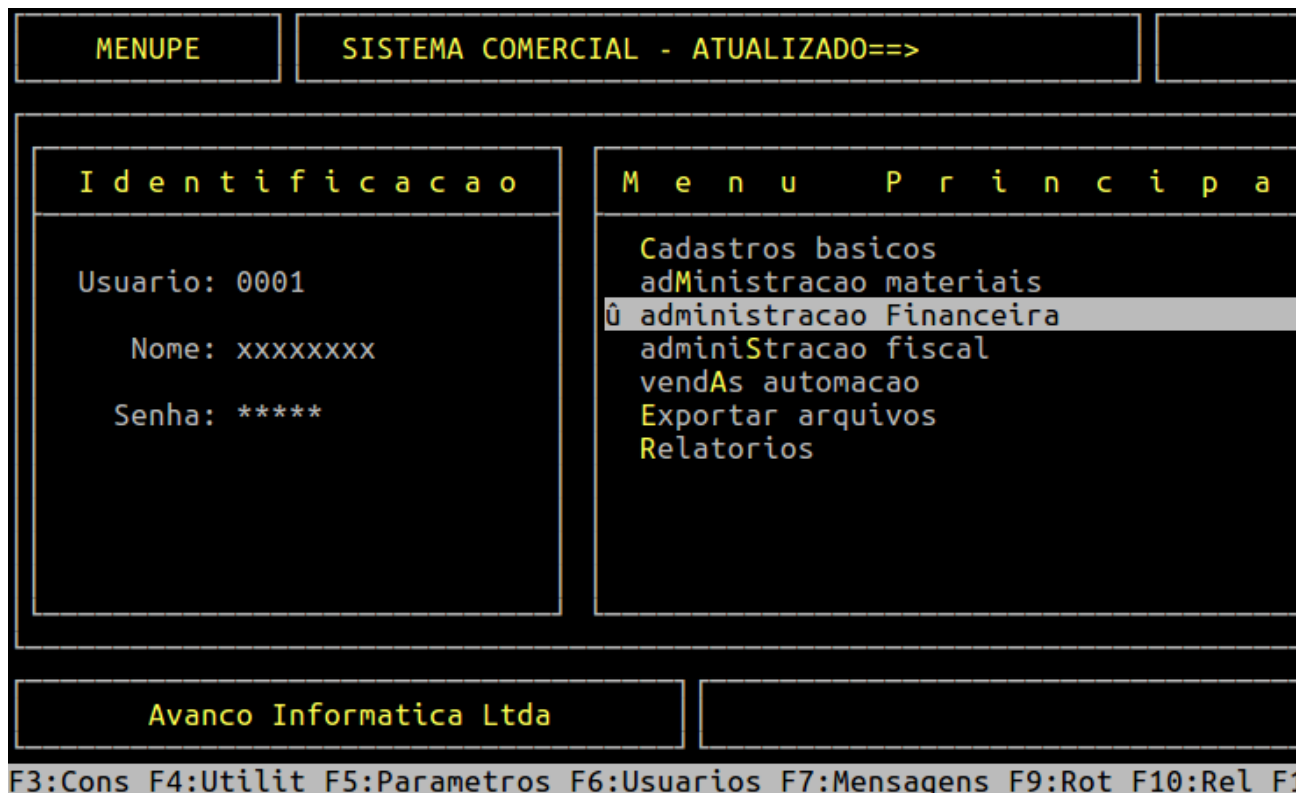 MENUPE
SISTEMA COMERCIAL - ATUALIZADO==>
I d e n t i f i c a c a o
Usuario: 0001
Nome: xxxxxxxx
Senha: *****
M e n u   P r i n c i p a
Cadastros basicos
adMinistracao materiais
û administracao Financeira
adminiStracao fiscal
vendAs automacao
Exportar arquivos
Relatorios
Avanco Informatica Ltda
F3:Cons F4:Utilit F5:Parametros F6:Usuarios F7:Mensagens F9:Rot F10:Rel